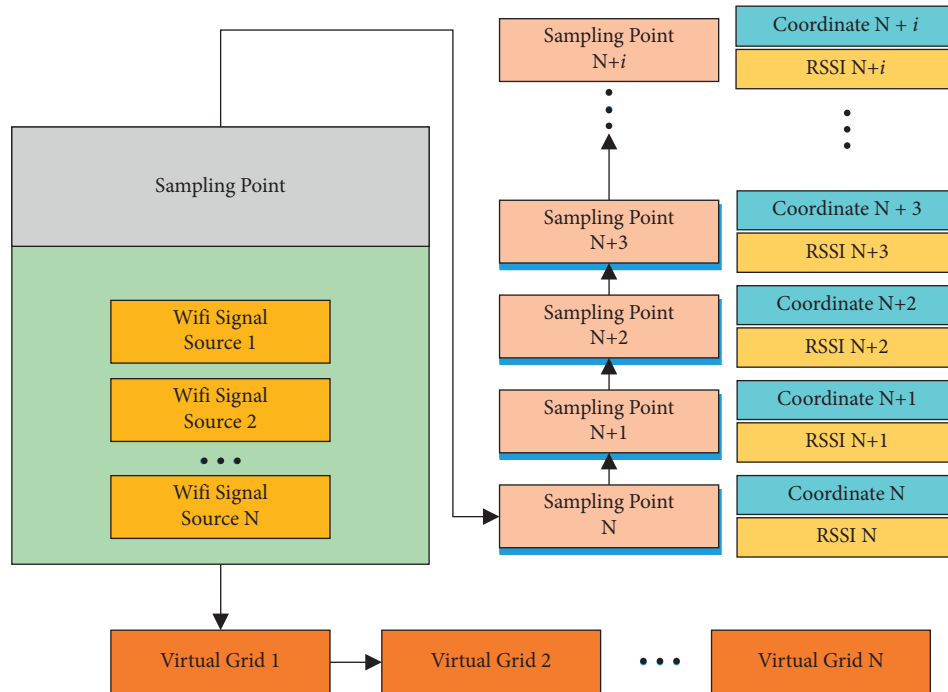 Sampling Point
Wifi Signal
Source 1
Wifi Signal
Source 2
Wifi Signal
Source N
Sampling Point
N+i
Coordinate N + i
RSSI N+i
Sampling Point
N+3
Coordinate N + 3
RSSI N+3
Sampling Point
N+2
Coordinate N+2
RSSI N+2
Sampling Point
N+1
Coordinate N+1
RSSI N+1
Sampling Point
N
Coordinate N
RSSI N
Virtual Grid 1
Virtual Grid 2
Virtual Grid N